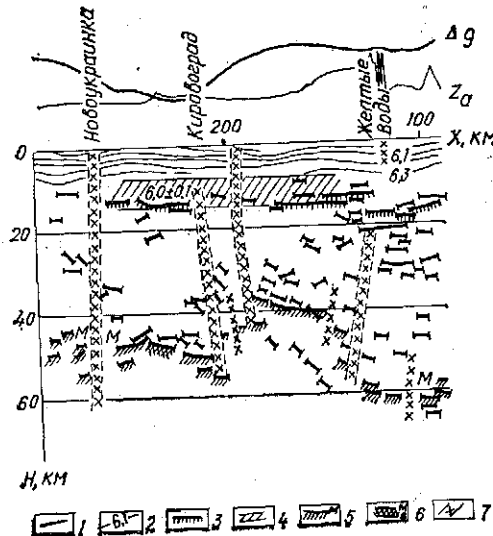 Δg
Za
Новоукраинка
Кировоград
Желтые
Воды
200
100
X, КМ
0
6,1
6,3
6,0±0,1
20
40
М
М
М
60
Н, КМ
1
6,1 2
3
4
М 5
6
7